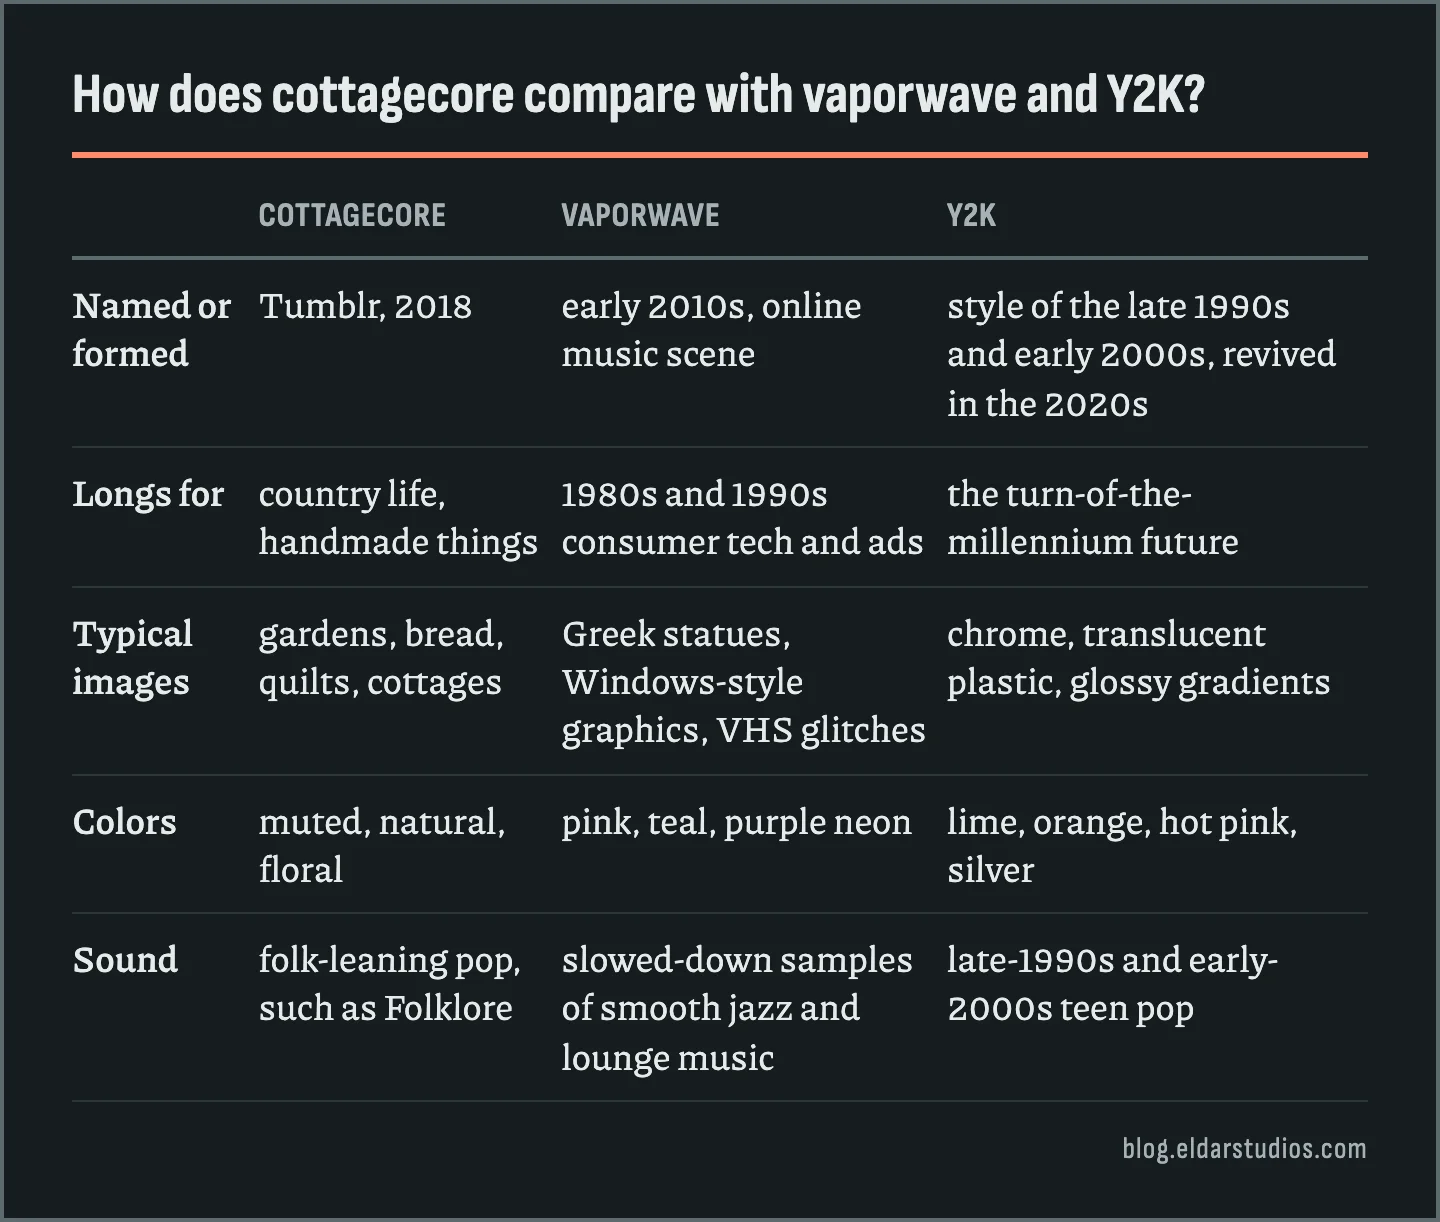 How does cottagecore compare with vaporwave and Y2K?
COTTAGECORE VAPORWAVE Y2K
Named or formed
Tumblr, 2018
early 2010s, online
music scene
style of the late 1990s
and early 2000s, revived
in the 2020s
Longs for
country life,
handmade things
1980s and 1990s
consumer tech and ads
the turn-of-the-
millennium future
Typical
images
gardens, bread,
quilts, cottages
Greek statues,
Windows-style
graphics, VHS glitches
chrome, translucent
plastic, glossy gradients
Colors
muted, natural,
floral
pink, teal, purple neon
lime, orange, hot pink,
silver
Sound
folk-leaning pop,
such as Folklore
slowed-down samples
of smooth jazz and
lounge music
late-1990s and early-
2000s teen pop
blog.eldarstudios.com